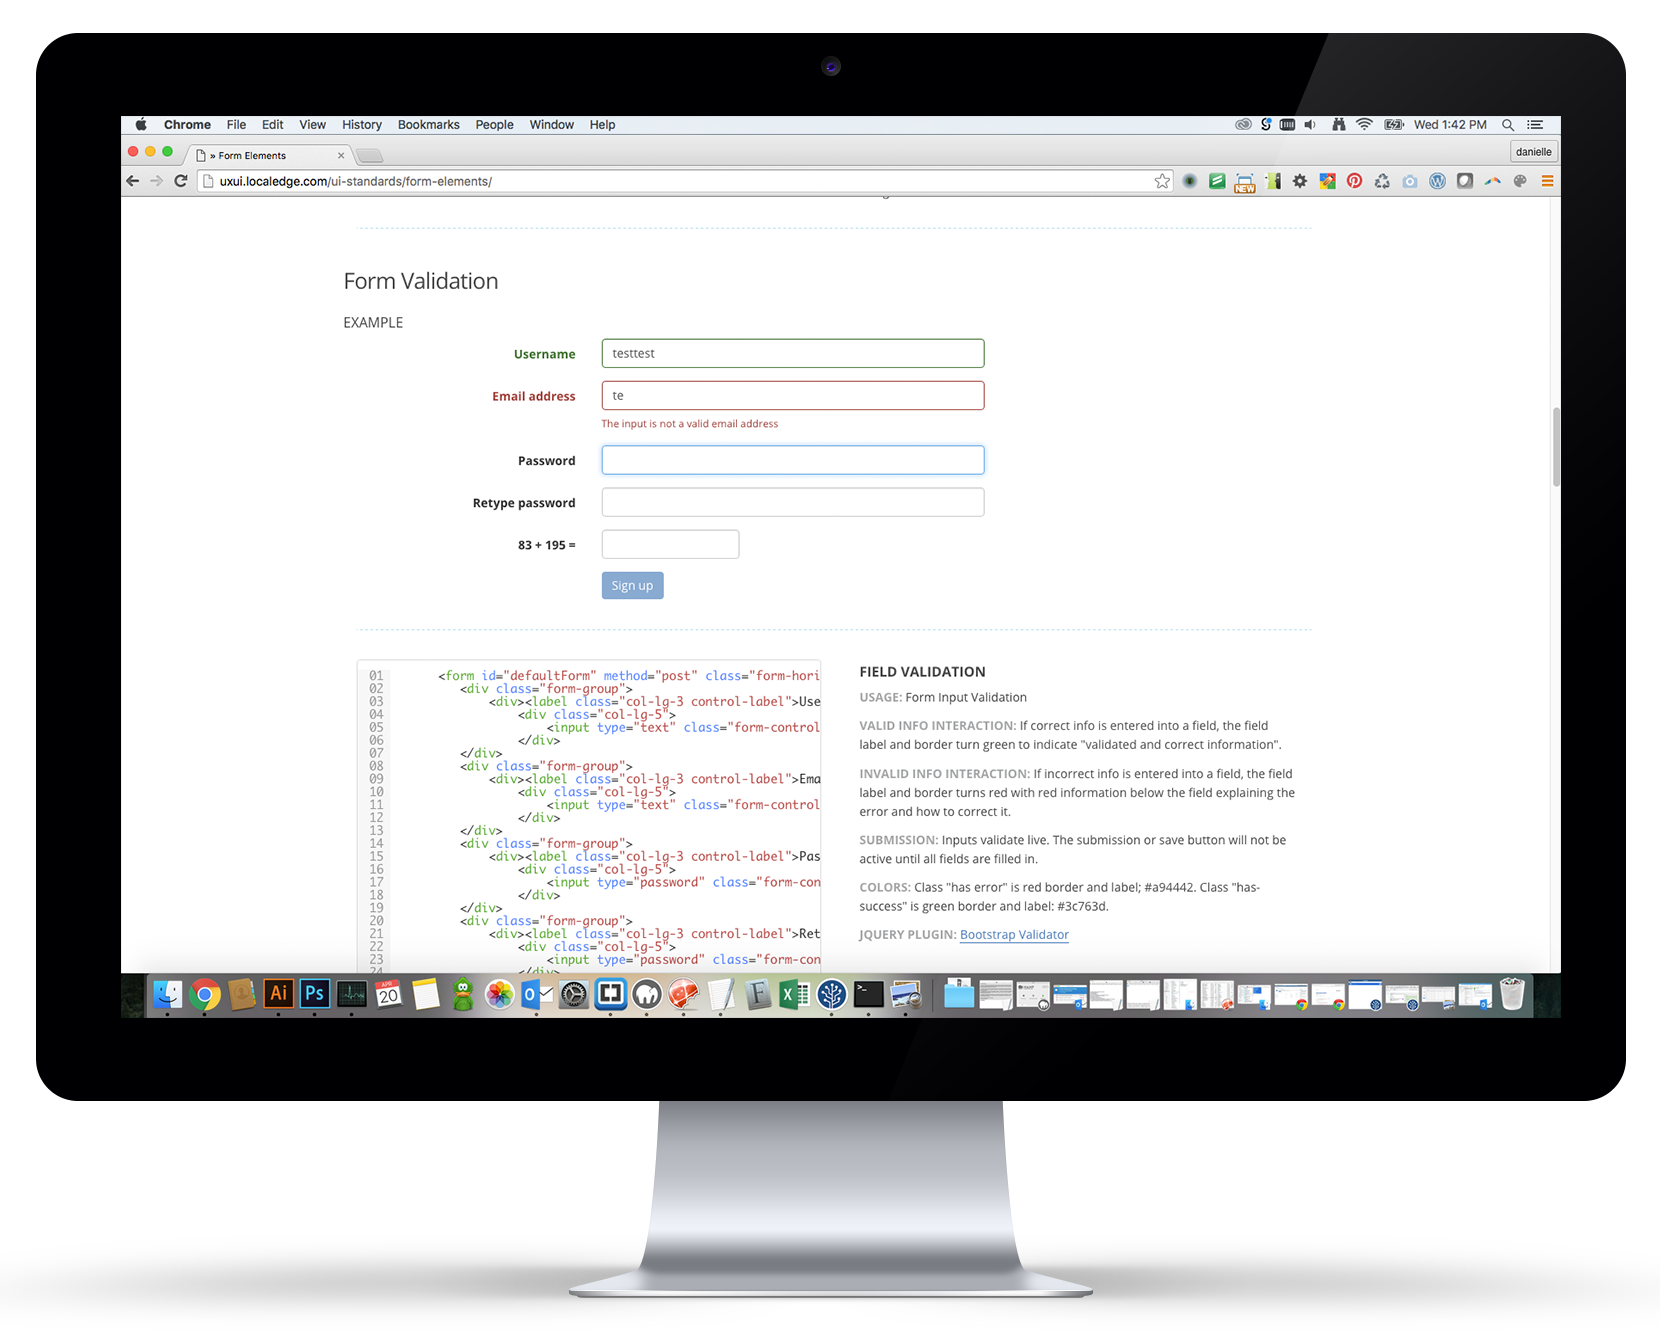 Chrome File Edit View History Bookmarks People Window Help Wed 1:42 PM
» Form Elements × danielle
uxui.localedge.com/ui-standards/form-elements/
NEW
Form Validation
EXAMPLE
Username testtest
Email address te
The input is not a valid email address
Password
Retype password
83 + 195 =
Sign up
01 <form id="defaultForm" method="post" class="form-hori
02 <div class="form-group">
03 <div><label class="col-lg-3 control-label">Use
04 <div class="col-lg-5">
05 <input type="text" class="form-control
06 </div>
07 </div>
08 <div class="form-group">
09 <div><label class="col-lg-3 control-label">Ema
10 <div class="col-lg-5">
11 <input type="text" class="form-control
12 </div>
13 </div>
14 <div class="form-group">
15 <div><label class="col-lg-3 control-label">Pas
16 <div class="col-lg-5">
17 <input type="password" class="form-con
18 </div>
19 </div>
20 <div class="form-group">
21 <div><label class="col-lg-3 control-label">Ret
22 <div class="col-lg-5">
23 <input type="password" class="form-con
24 </div>
FIELD VALIDATION
USAGE: Form Input Validation
VALID INFO INTERACTION: If correct info is entered into a field, the field
label and border turn green to indicate "validated and correct information".
INVALID INFO INTERACTION: If incorrect info is entered into a field, the field
label and border turns red with red information below the field explaining the
error and how to correct it.
SUBMISSION: Inputs validate live. The submission or save button will not be
active until all fields are filled in.
COLORS: Class "has error" is red border and label; #a94442. Class "has-
success" is green border and label: #3c763d.
JQUERY PLUGIN: Bootstrap Validator
Ai Ps APR 20 F